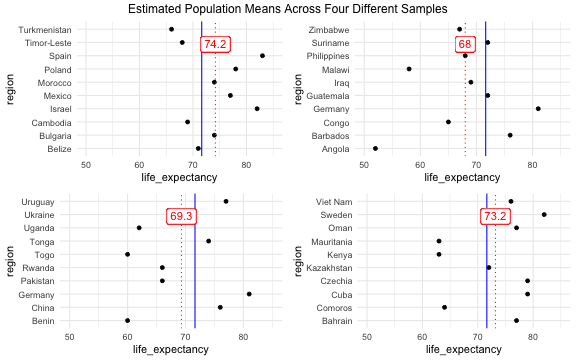 Estimated Population Means Across Four Different Samples
region
Turkmenistan
Timor-Leste
Spain
Poland
Morocco
Mexico
Israel
Cambodia
Bulgaria
Belize
74.2
50 60 70 80
life_expectancy
region
Zimbabwe
Suriname
Philippines
Malawi
Iraq
Guatemala
Germany
Congo
Barbados
Angola
68
50 60 70 80
life_expectancy
region
Uruguay
Ukraine
Uganda
Tonga
Togo
Rwanda
Pakistan
Germany
China
Benin
69.3
50 60 70 80
life_expectancy
region
Viet Nam
Sweden
Oman
Mauritania
Kenya
Kazakhstan
Czechia
Cuba
Comoros
Bahrain
73.2
50 60 70 80
life_expectancy